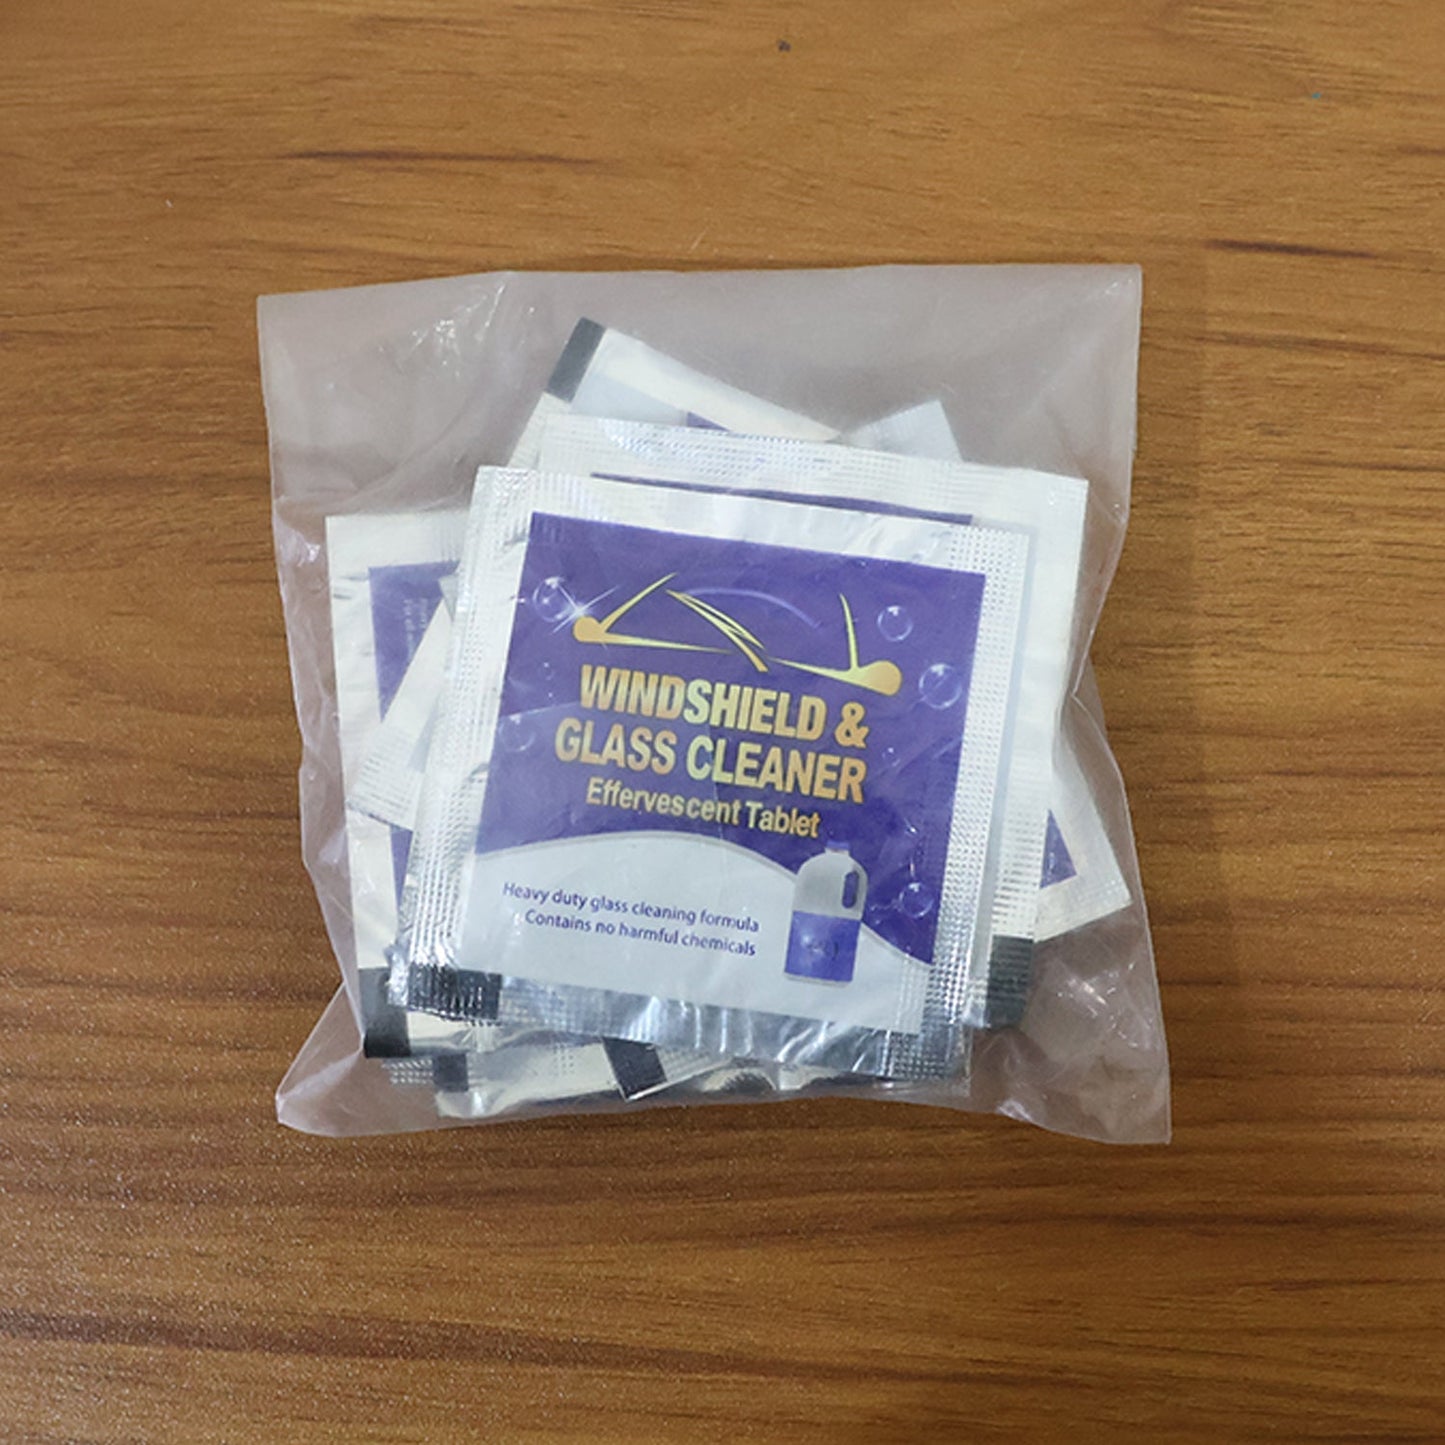 WINDSHIELD &
GLASS CLEANER
Effervescent Tablet
Heavy duty glass cleaning formula
Contains no harmful chemicals